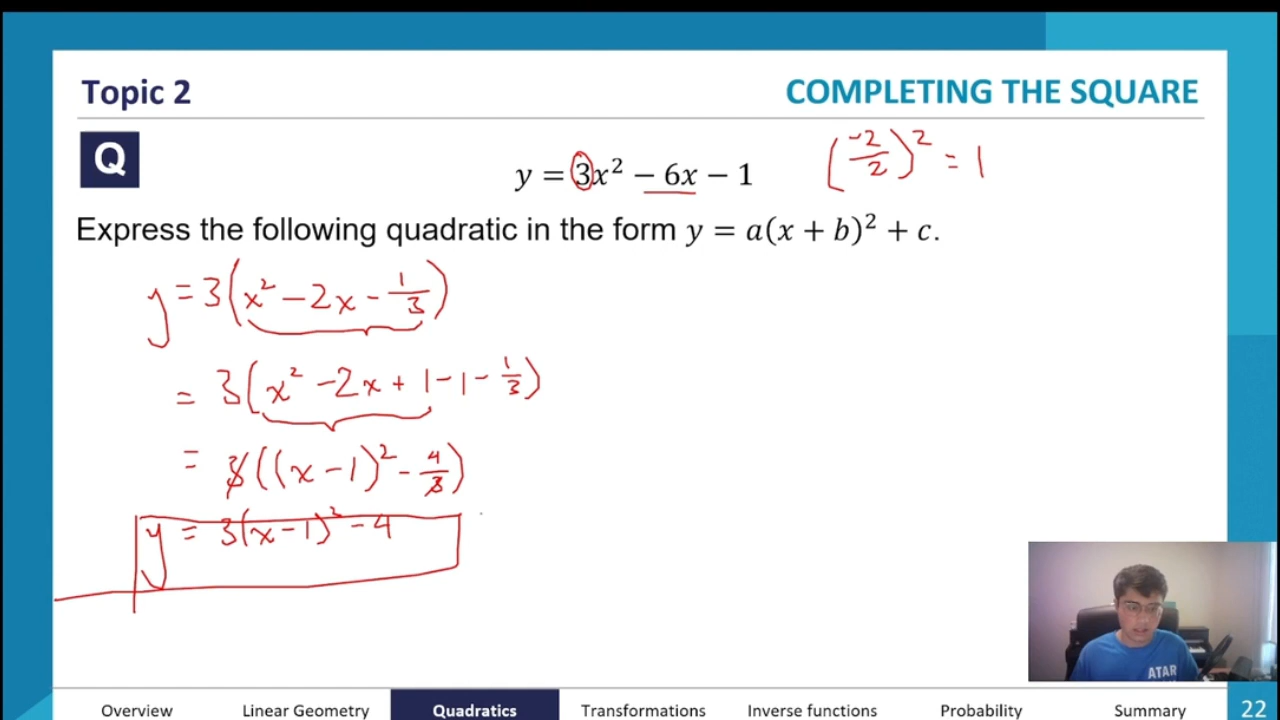 Topic 2
COMPLETING THE SQUARE
Q
y = 3x² − 6x − 1
(-2/2)² = 1
Express the following quadratic in the form y = a(x + b)² + c.
y = 3(x² − 2x − 1/3)
= 3(x² − 2x + 1 − 1 − 1/3)
= 3((x − 1)² − 4/3)
y = 3(x − 1)² − 4
ATAR
Overview
Linear Geometry
Quadratics
Transformations
Inverse functions
Probability
Summary
22